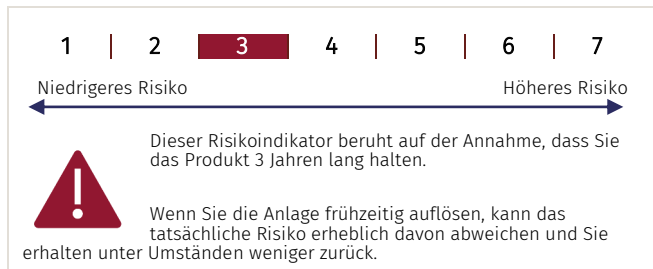 1 2 3 4 5 6 7
Niedrigeres Risiko Höheres Risiko
Dieser Risikoindikator beruht auf der Annahme, dass Sie
das Produkt 3 Jahren lang halten.
Wenn Sie die Anlage frühzeitig auflösen, kann das
tatsächliche Risiko erheblich davon abweichen und Sie
erhalten unter Umständen weniger zurück.